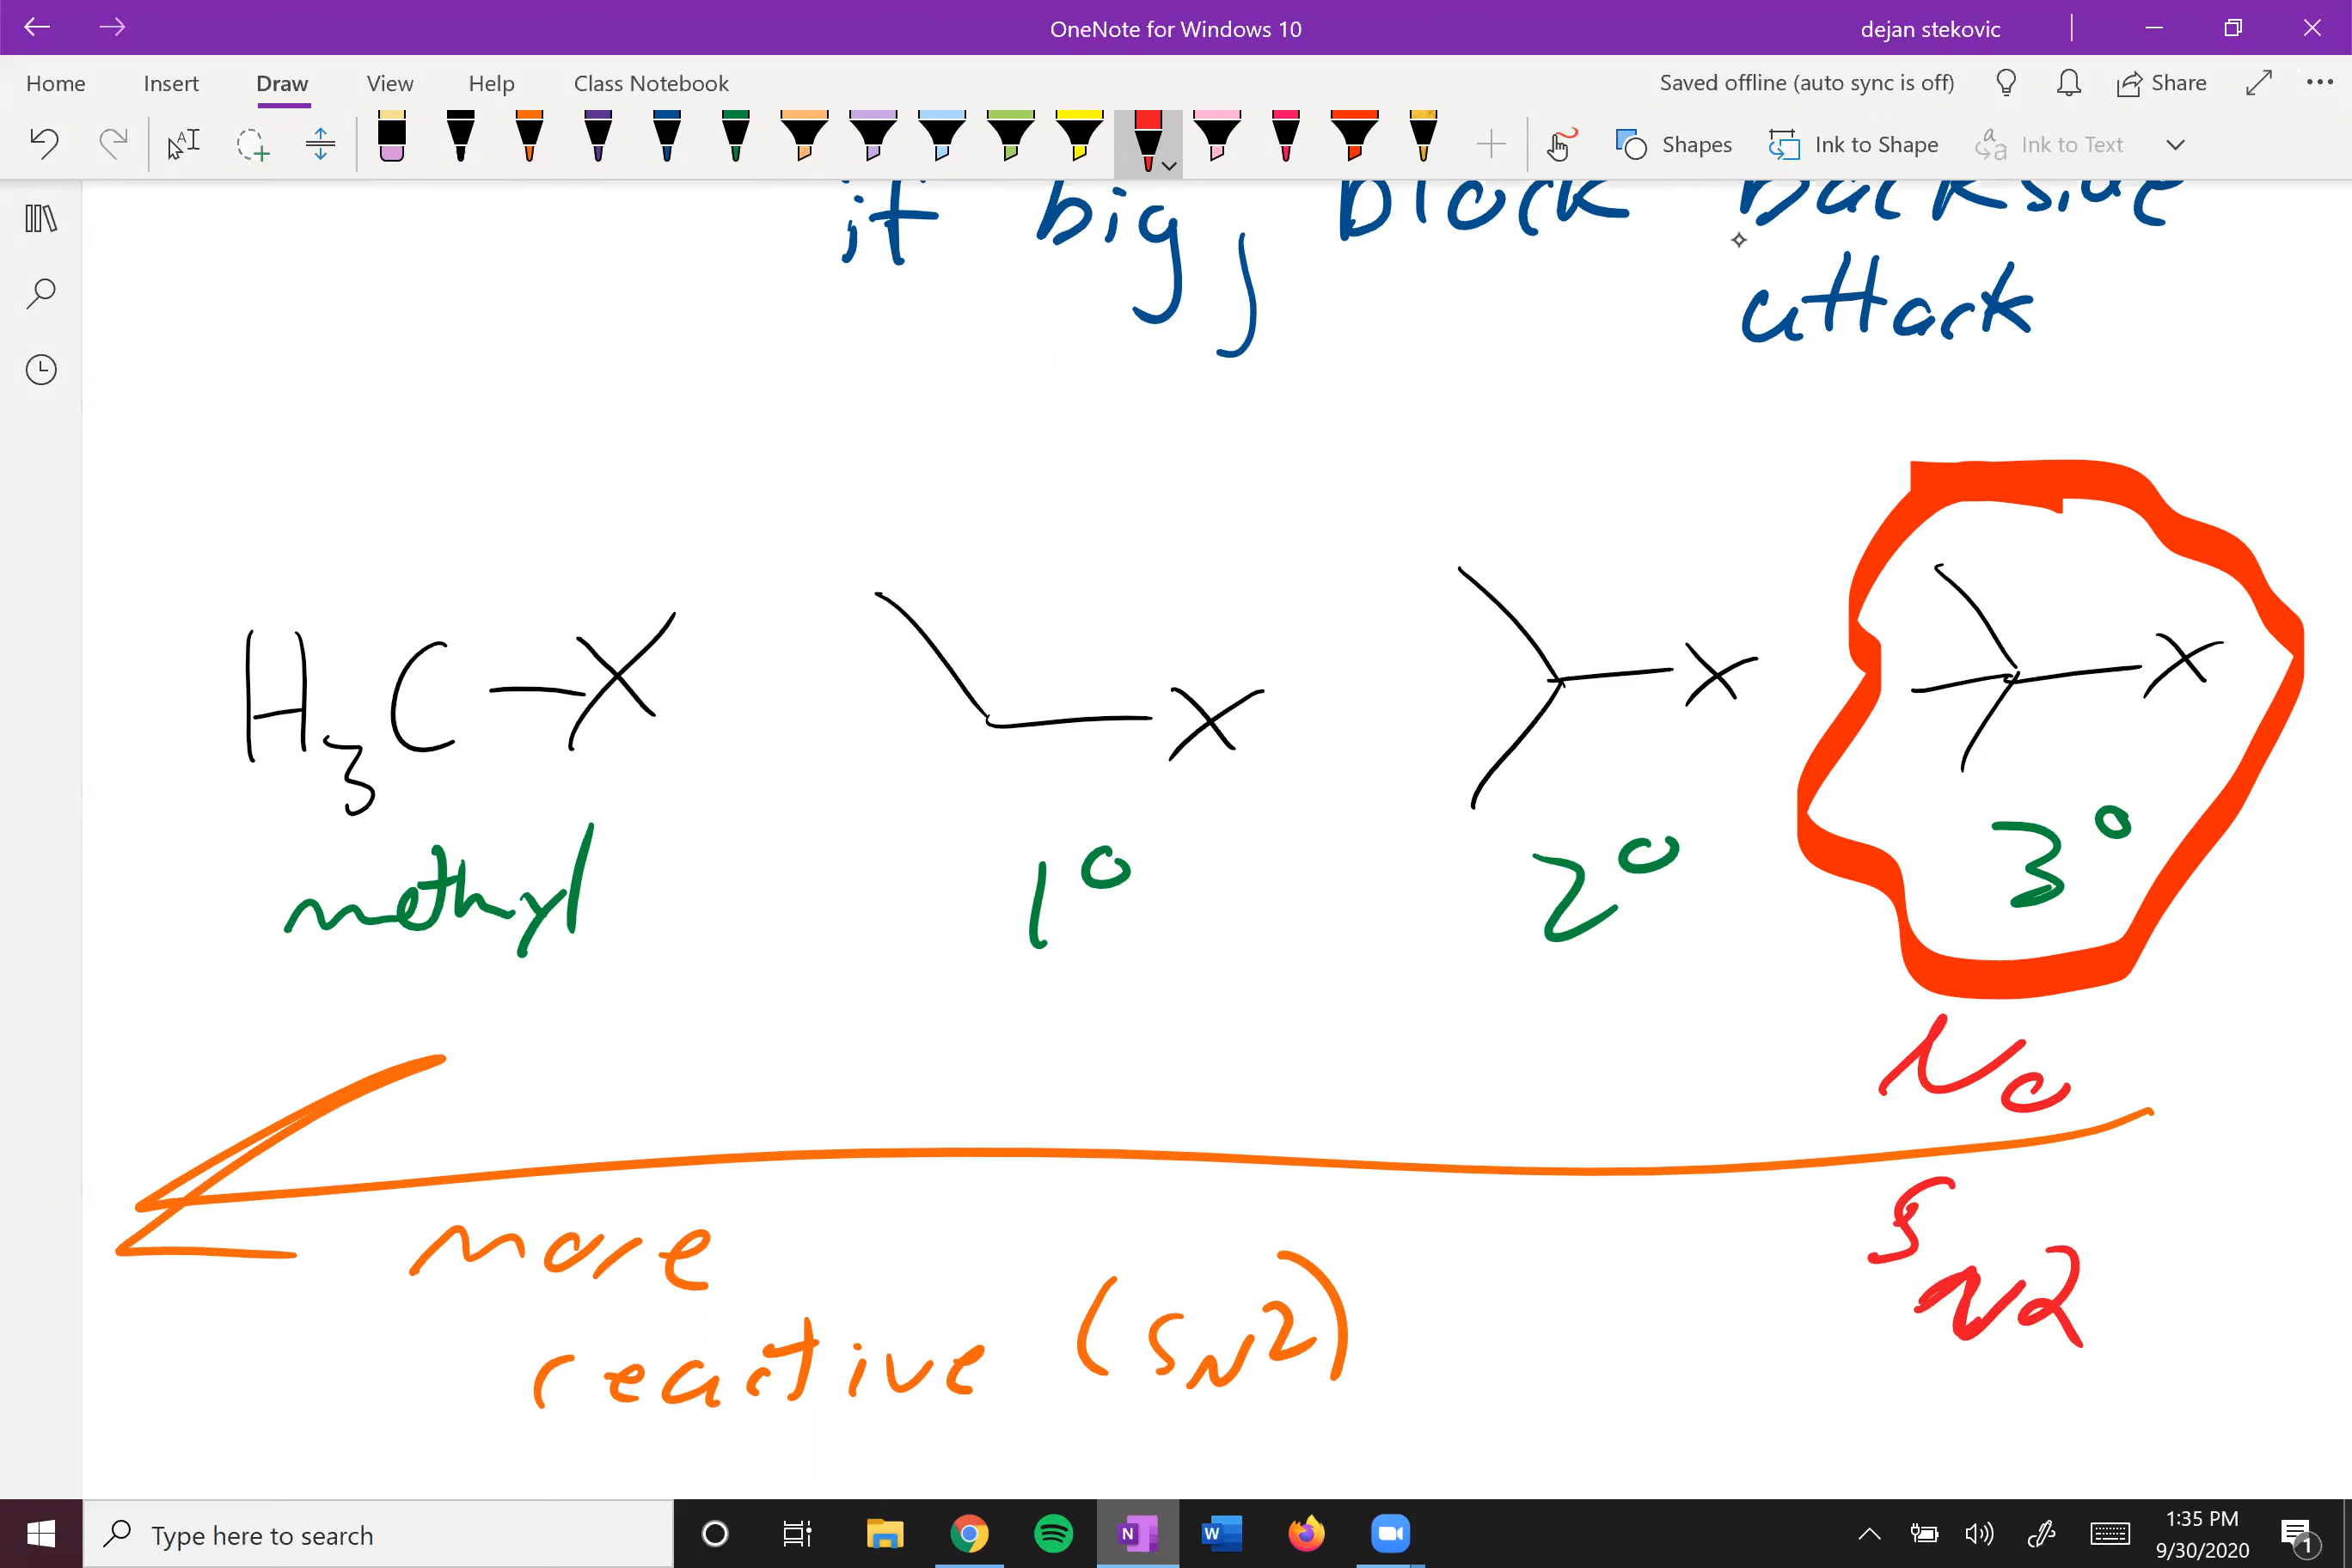 OneNote for Windows 10
dejan stekovic
Home Insert Draw View Help Class Notebook
Saved offline (auto sync is off) Share
Shapes Ink to Shape Ink to Text
if big, block backside
attack
H3C-X X X X
methyl 1° 2° 3°
No
SN2
more
reactive (SN2)
Type here to search
1:35 PM
9/30/2020
1